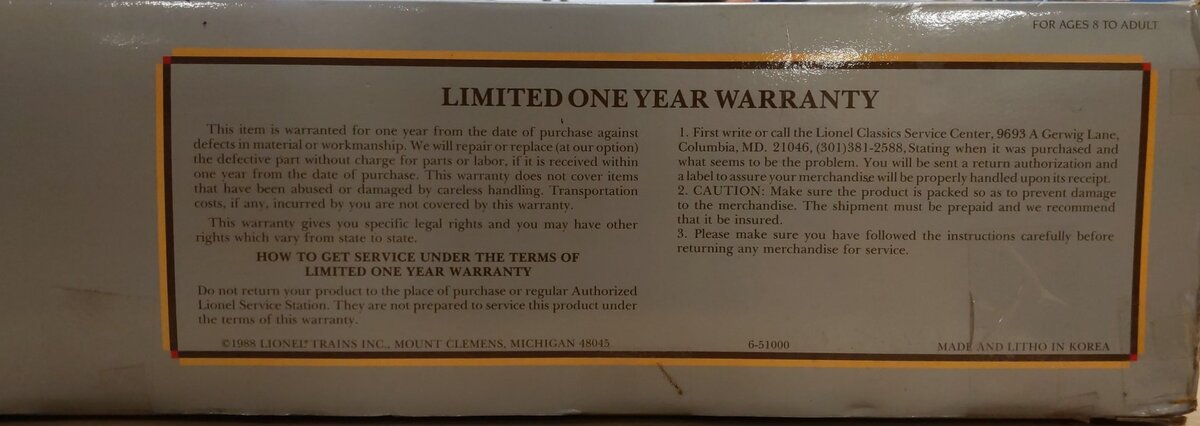 FOR AGES 8 TO ADULT
LIMITED ONE YEAR WARRANTY
This item is warranted for one year from the date of purchase against
defects in material or workmanship. We will repair or replace (at our option)
the defective part without charge for parts or labor, if it is received within
one year from the date of purchase. This warranty does not cover items
that have been abused or damaged by careless handling. Transportation
costs, if any, incurred by you are not covered by this warranty.
This warranty gives you specific legal rights and you may have other
rights which vary from state to state.
HOW TO GET SERVICE UNDER THE TERMS OF
LIMITED ONE YEAR WARRANTY
Do not return your product to the place of purchase or regular Authorized
Lionel Service Station. They are not prepared to service this product under
the terms of this warranty.
1. First write or call the Lionel Classics Service Center, 9693 A Gerwig Lane,
Columbia, MD. 21046, (301)381-2588, Stating when it was purchased and
what seems to be the problem. You will be sent a return authorization and
a label to assure your merchandise will be properly handled upon its receipt.
2. CAUTION: Make sure the product is packed so as to prevent damage
to the merchandise. The shipment must be prepaid and we recommend
that it be insured.
3. Please make sure you have followed the instructions carefully before
returning any merchandise for service.
©1988 LIONEL® TRAINS INC., MOUNT CLEMENS, MICHIGAN 48045
6-51000
MADE AND LITHO IN KOREA